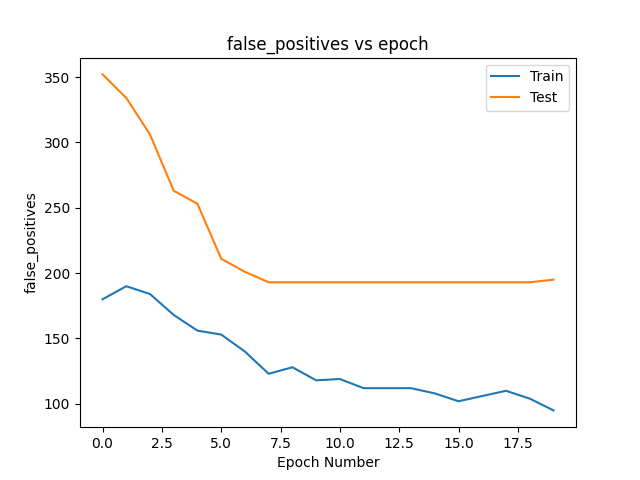 false_positives vs epoch
Train
Test
350
300
250
200
150
100
false_positives
0.0 2.5 5.0 7.5 10.0 12.5 15.0 17.5
Epoch Number